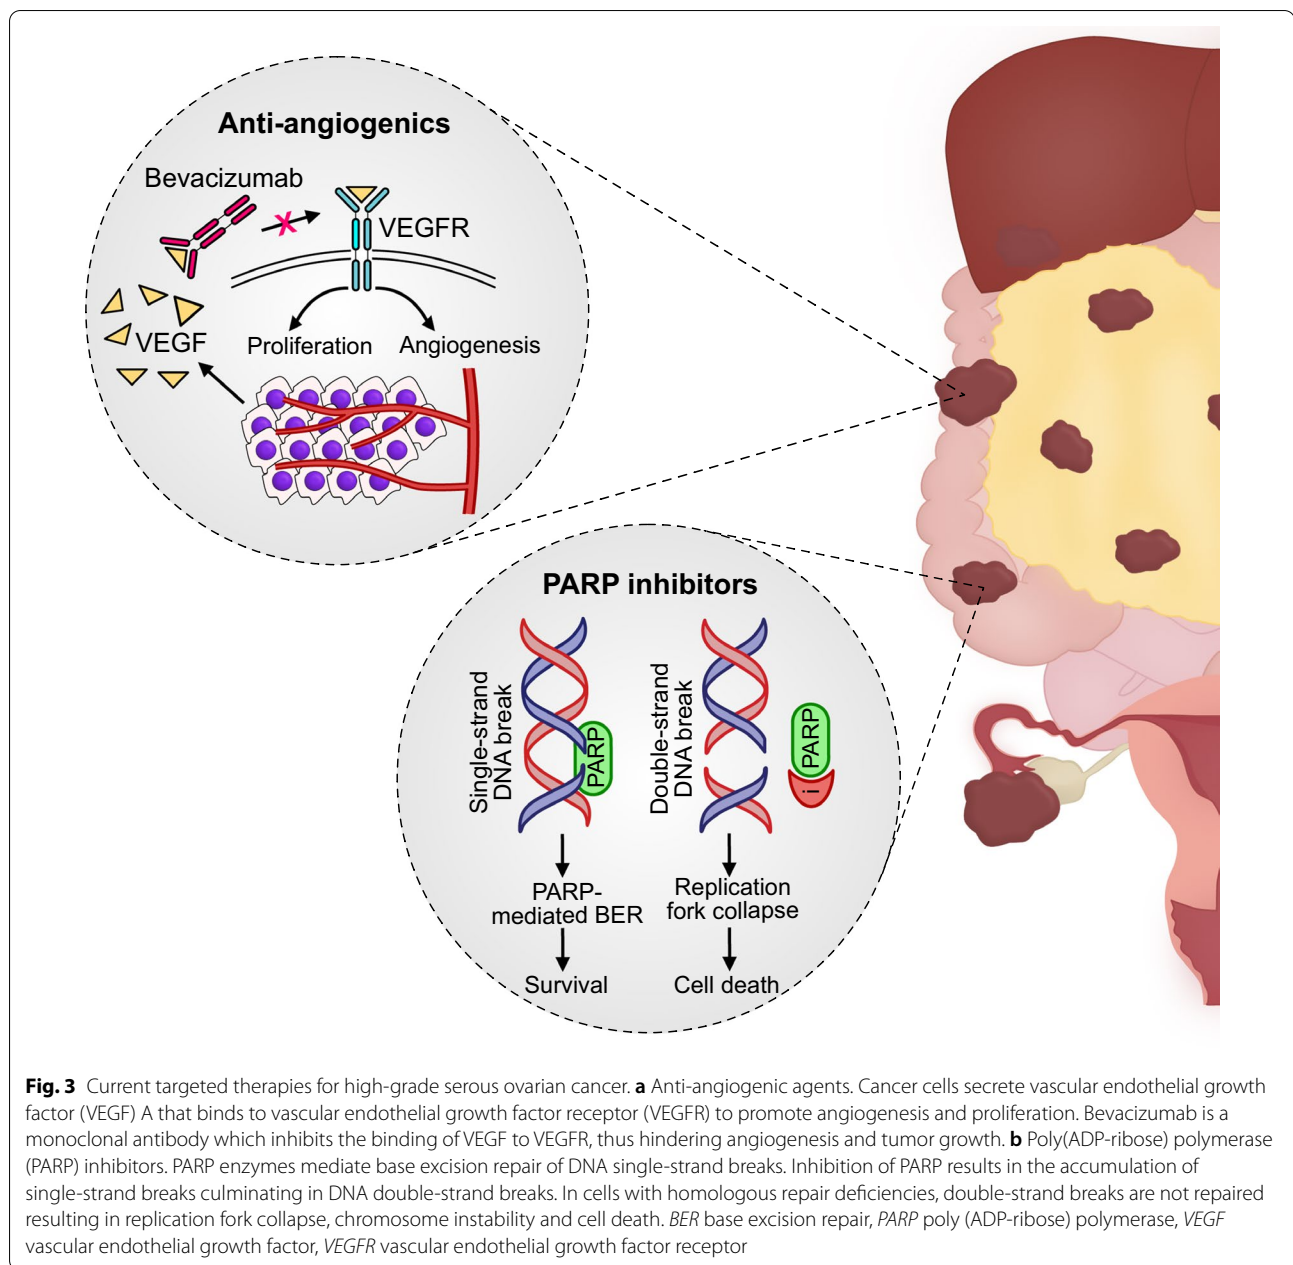 Anti-angiogenics
Bevacizumab
VEGFR
VEGF
Proliferation
Angiogenesis
PARP inhibitors
Single-strand
DNA break
PARP
Double-strand
DNA break
PARP
i
PARP-
mediated BER
Survival
Replication
fork collapse
Cell death
Fig. 3 Current targeted therapies for high-grade serous ovarian cancer. a Anti-angiogenic agents. Cancer cells secrete vascular endothelial growth
factor (VEGF) A that binds to vascular endothelial growth factor receptor (VEGFR) to promote angiogenesis and proliferation. Bevacizumab is a
monoclonal antibody which inhibits the binding of VEGF to VEGFR, thus hindering angiogenesis and tumor growth. b Poly(ADP-ribose) polymerase
(PARP) inhibitors. PARP enzymes mediate base excision repair of DNA single-strand breaks. Inhibition of PARP results in the accumulation of
single-strand breaks culminating in DNA double-strand breaks. In cells with homologous repair deficiencies, double-strand breaks are not repaired
resulting in replication fork collapse, chromosome instability and cell death. BER base excision repair, PARP poly (ADP-ribose) polymerase, VEGF
vascular endothelial growth factor, VEGFR vascular endothelial growth factor receptor